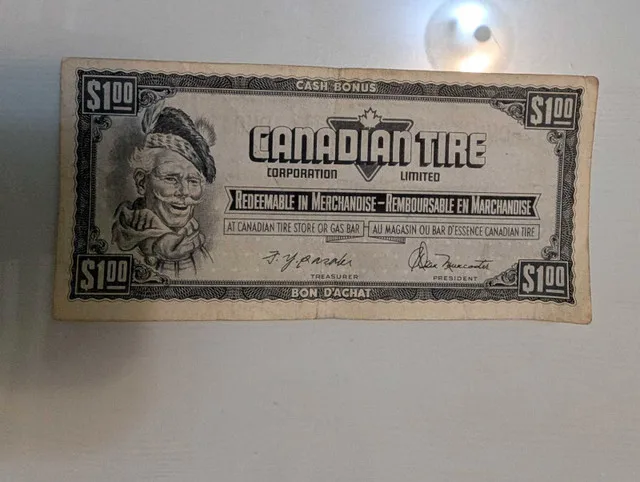 CASH BONUS
$1.00 $1.00
CANADIAN TIRE
CORPORATION LIMITED
REDEEMABLE IN MERCHANDISE - REMBOURSABLE EN MARCHANDISE
AT CANADIAN TIRE STORE OR GAS BAR AU MAGASIN OU BAR D'ESSENCE CANADIAN TIRE
TREASURER PRESIDENT
$1.00 $1.00
BON D'ACHAT